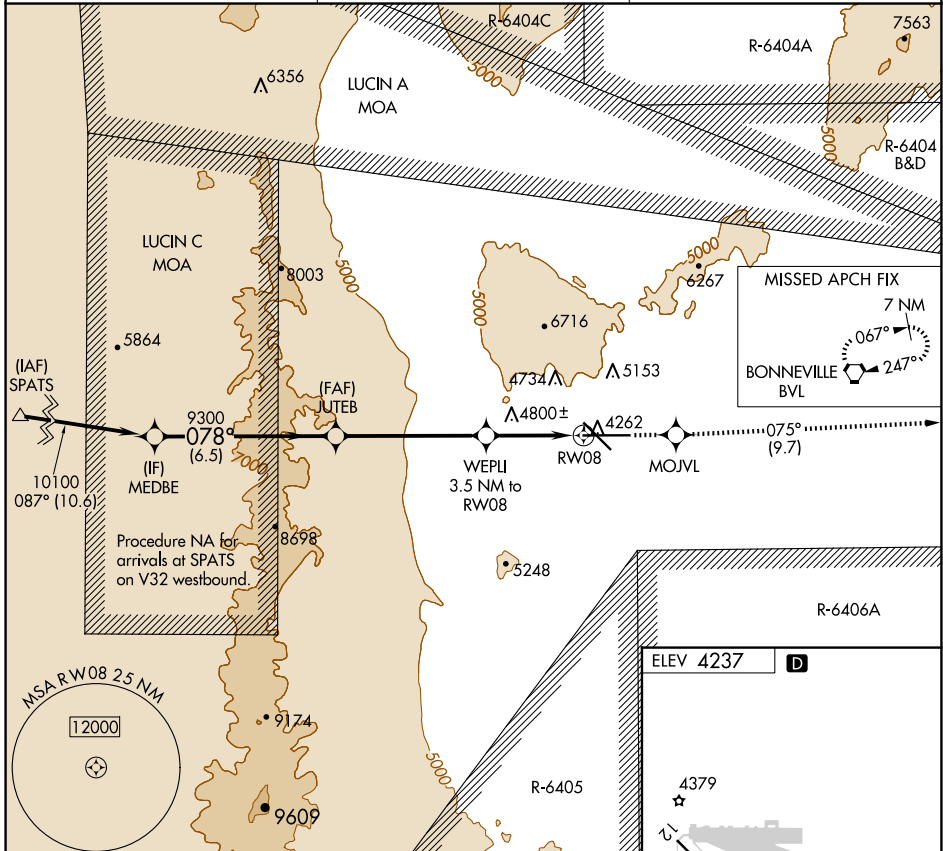 R-6404C
7563
R-6404A
5000
6356
LUCIN A
MOA
5000
R-6404
B&D
LUCIN C
MOA
8003
5000
5000
6267
MISSED APCH FIX
7 NM
067°
247°
BONNEVILLE
BVL
5000
6716
5864
(IAF)
SPATS
(FAF)
JUTEB
4734
5153
4800±
4262
9300
078°
(6.5)
075°
(9.7)
(IF)
MEDBE
WEPLI
3.5 NM to
RW08
RW08
MOJVL
10100
087° (10.6)
7000
8698
Procedure NA for
arrivals at SPATS
on V32 westbound.
5248
R-6406A
ELEV 4237
D
MSA RW08 25 NM
12000
9174
5000
R-6405
4379
9609
12